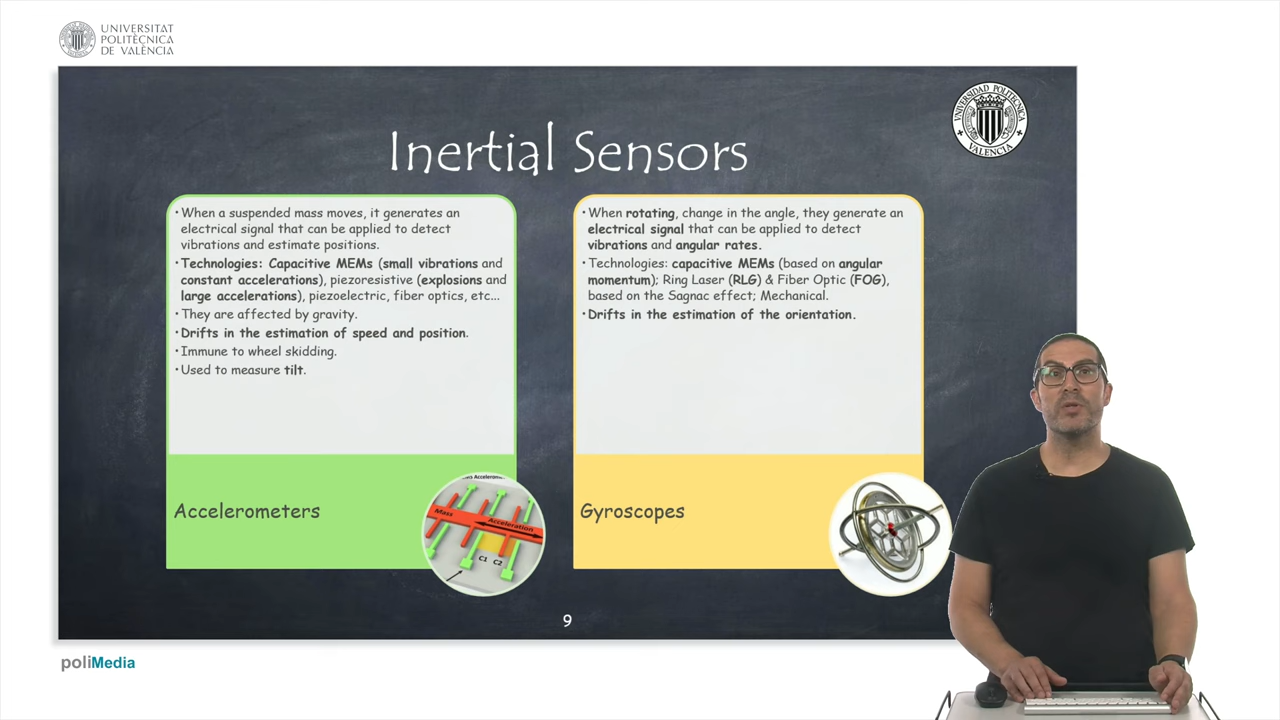 UNIVERSITAT
POLITÈCNICA
DE VALÈNCIA
UNIVERSIDAD POLITECNICA
VALENCIA
Inertial Sensors
•When a suspended mass moves, it generates an
electrical signal that can be applied to detect
vibrations and estimate positions.
•Technologies: Capacitive MEMs (small vibrations and
constant accelerations), piezoresistive (explosions and
large accelerations), piezoelectric, fiber optics, etc...
•They are affected by gravity.
•Drifts in the estimation of speed and position.
•Immune to wheel skidding.
•Used to measure tilt.
Accelerometers
Mass
Acceleration
C1 C2
•When rotating, change in the angle, they generate an
electrical signal that can be applied to detect
vibrations and angular rates.
•Technologies: capacitive MEMs (based on angular
momentum); Ring Laser (RLG) & Fiber Optic (FOG),
based on the Sagnac effect; Mechanical.
•Drifts in the estimation of the orientation.
Gyroscopes
9
poliMedia